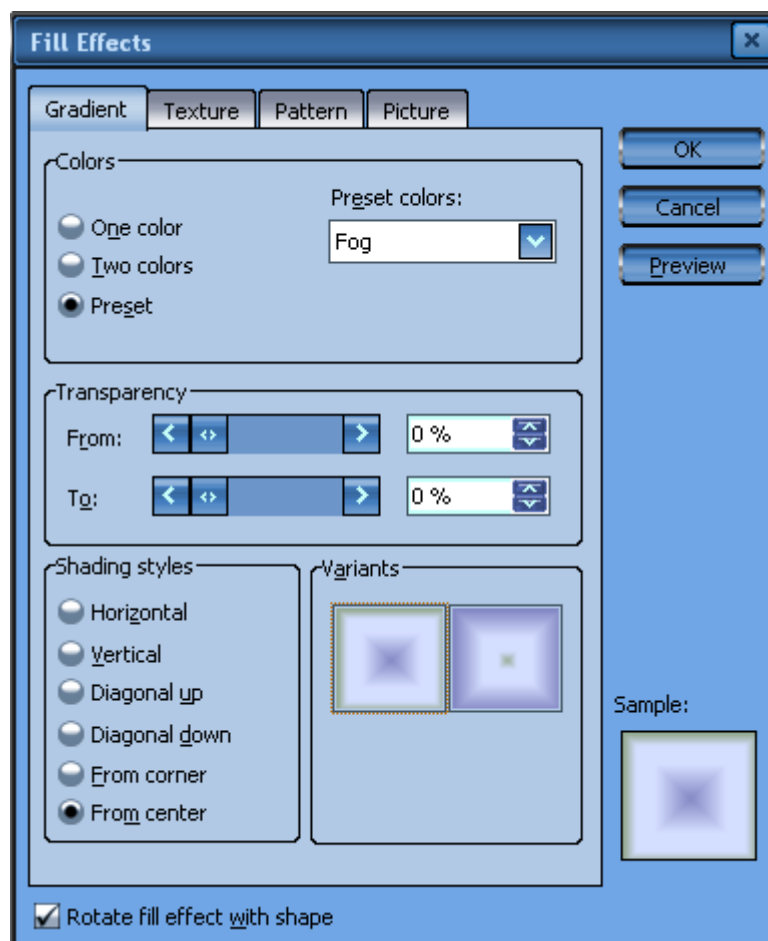 Fill Effects
Gradient Texture Pattern Picture
Colors
One color
Two colors
Preset
Preset colors:
Fog
OK
Cancel
Preview
Transparency
From: 0 %
To: 0 %
Shading styles
Horizontal
Vertical
Diagonal up
Diagonal down
From corner
From center
Variants
Sample:
Rotate fill effect with shape